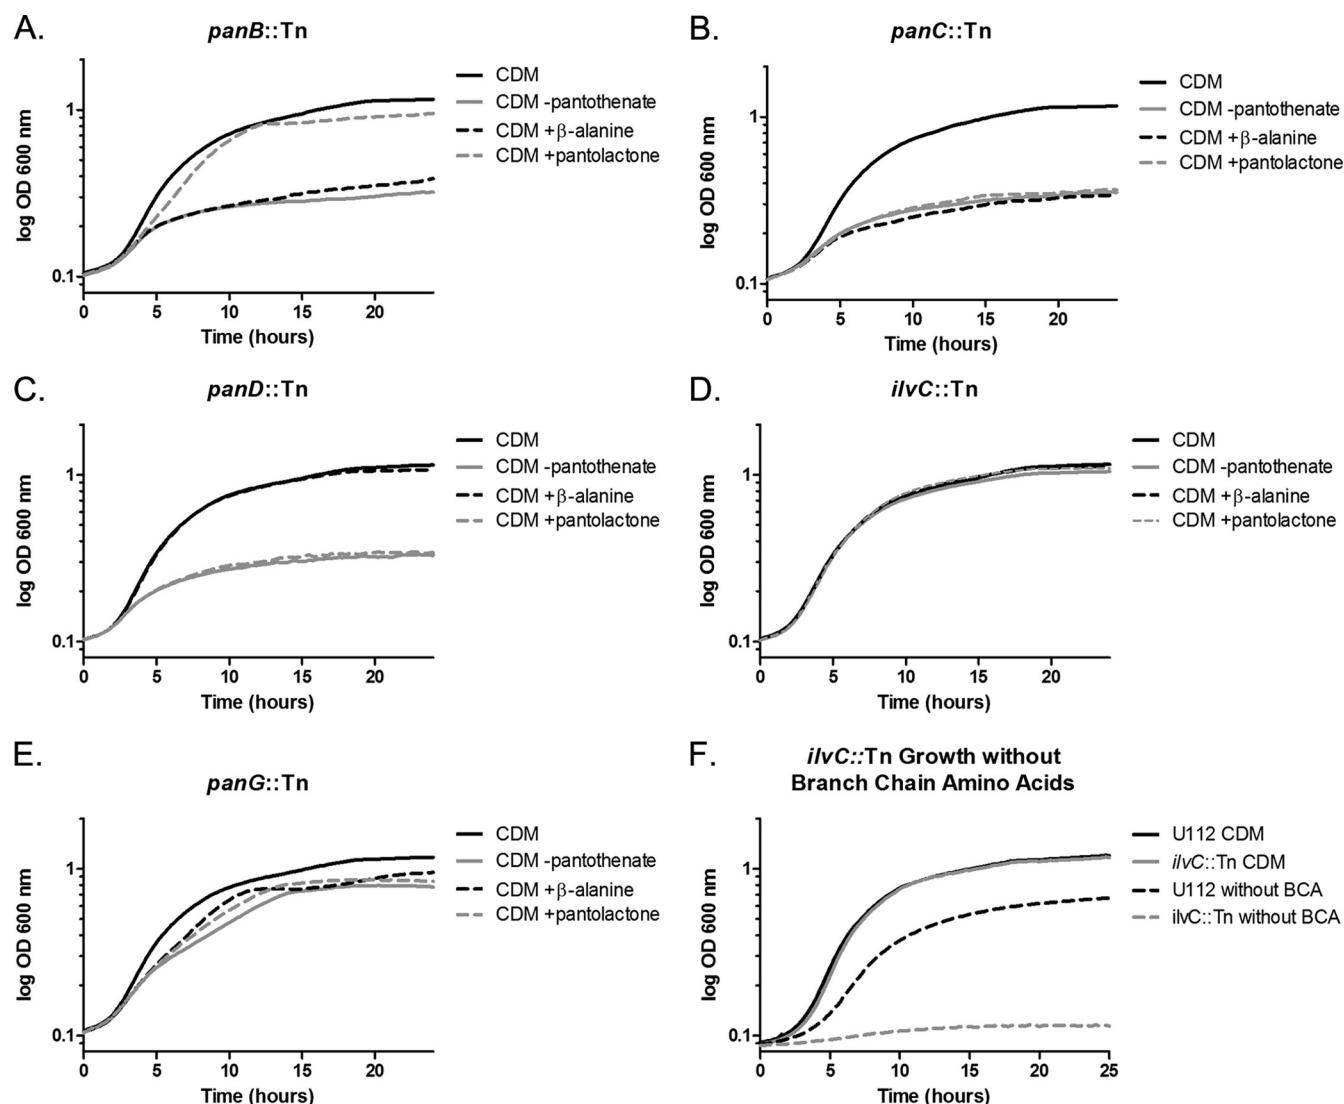 A.
panB::Tn
log OD 600 nm
1
0.1
0 5 10 15 20
Time (hours)
CDM
CDM -pantothenate
CDM +β-alanine
CDM +pantolactone
B.
panC::Tn
log OD 600 nm
1
0.1
0 5 10 15 20
Time (hours)
CDM
CDM -pantothenate
CDM +β-alanine
CDM +pantolactone
C.
panD::Tn
log OD 600 nm
1
0.1
0 5 10 15 20
Time (hours)
CDM
CDM -pantothenate
CDM +β-alanine
CDM +pantolactone
D.
ilvC::Tn
log OD 600 nm
1
0.1
0 5 10 15 20
Time (hours)
CDM
CDM -pantothenate
CDM +β-alanine
CDM +pantolactone
E.
panG::Tn
log OD 600 nm
1
0.1
0 5 10 15 20
Time (hours)
CDM
CDM -pantothenate
CDM +β-alanine
CDM +pantolactone
F.
ilvC::Tn Growth without
Branch Chain Amino Acids
log OD 600 nm
1
0.1
0 5 10 15 20 25
Time (hours)
U112 CDM
ilvC::Tn CDM
U112 without BCA
ilvC::Tn without BCA